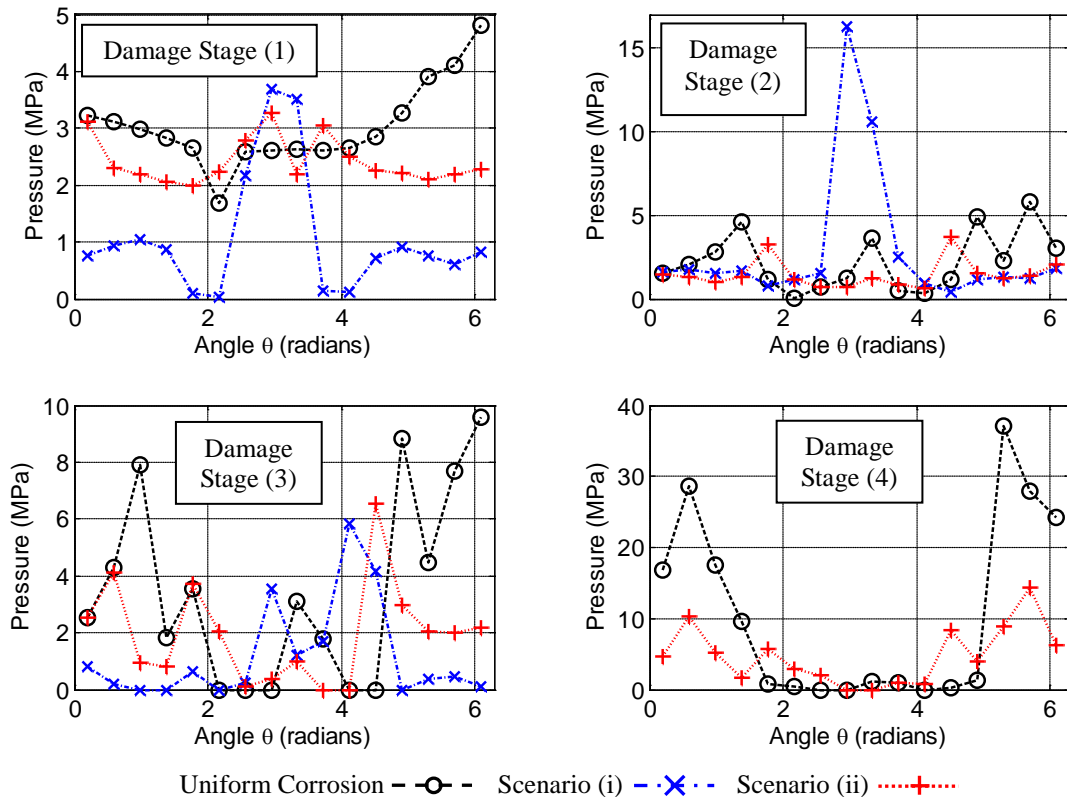 Damage Stage (1)
Pressure (MPa)
0
1
2
3
4
5
0 2 4 6
Angle θ (radians)
Damage
Stage (2)
Pressure (MPa)
0
5
10
15
0 2 4 6
Angle θ (radians)
Damage
Stage (3)
Pressure (MPa)
0
2
4
6
8
10
0 2 4 6
Angle θ (radians)
Damage
Stage (4)
Pressure (MPa)
0
10
20
30
40
0 2 4 6
Angle θ (radians)
Uniform Corrosion Scenario (i) Scenario (ii)